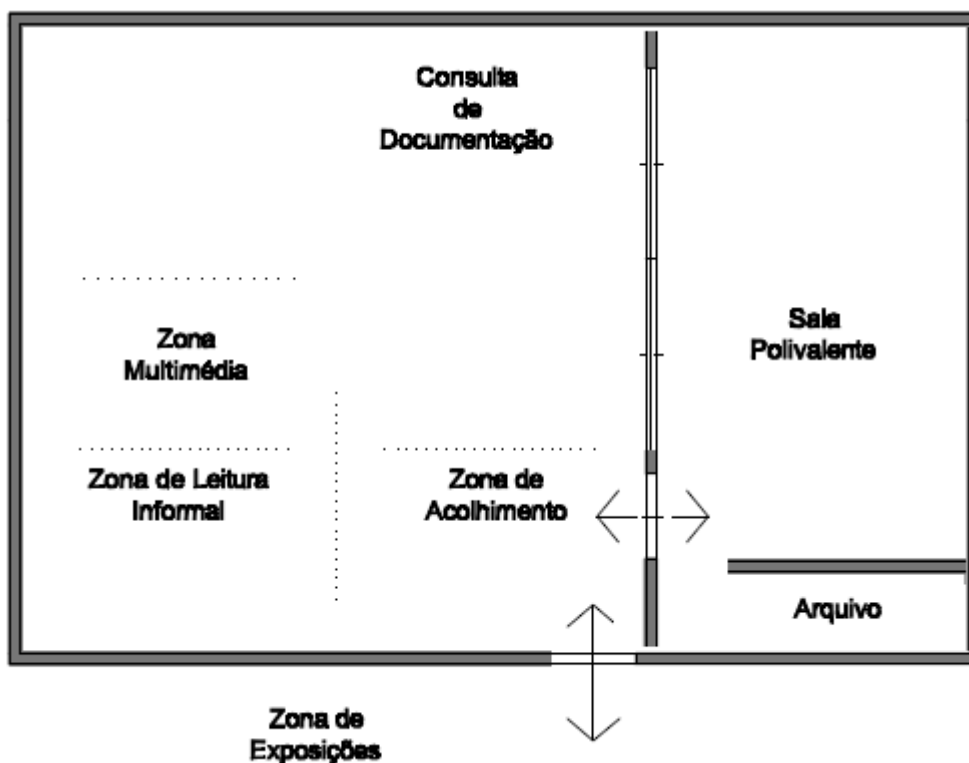 Consulta
de
Documentação
Sala
Polivalente
Zona
Multimédia
Zona de Leitura
Informal
Zona de
Acolhimento
Arquivo
Zona de
Exposições